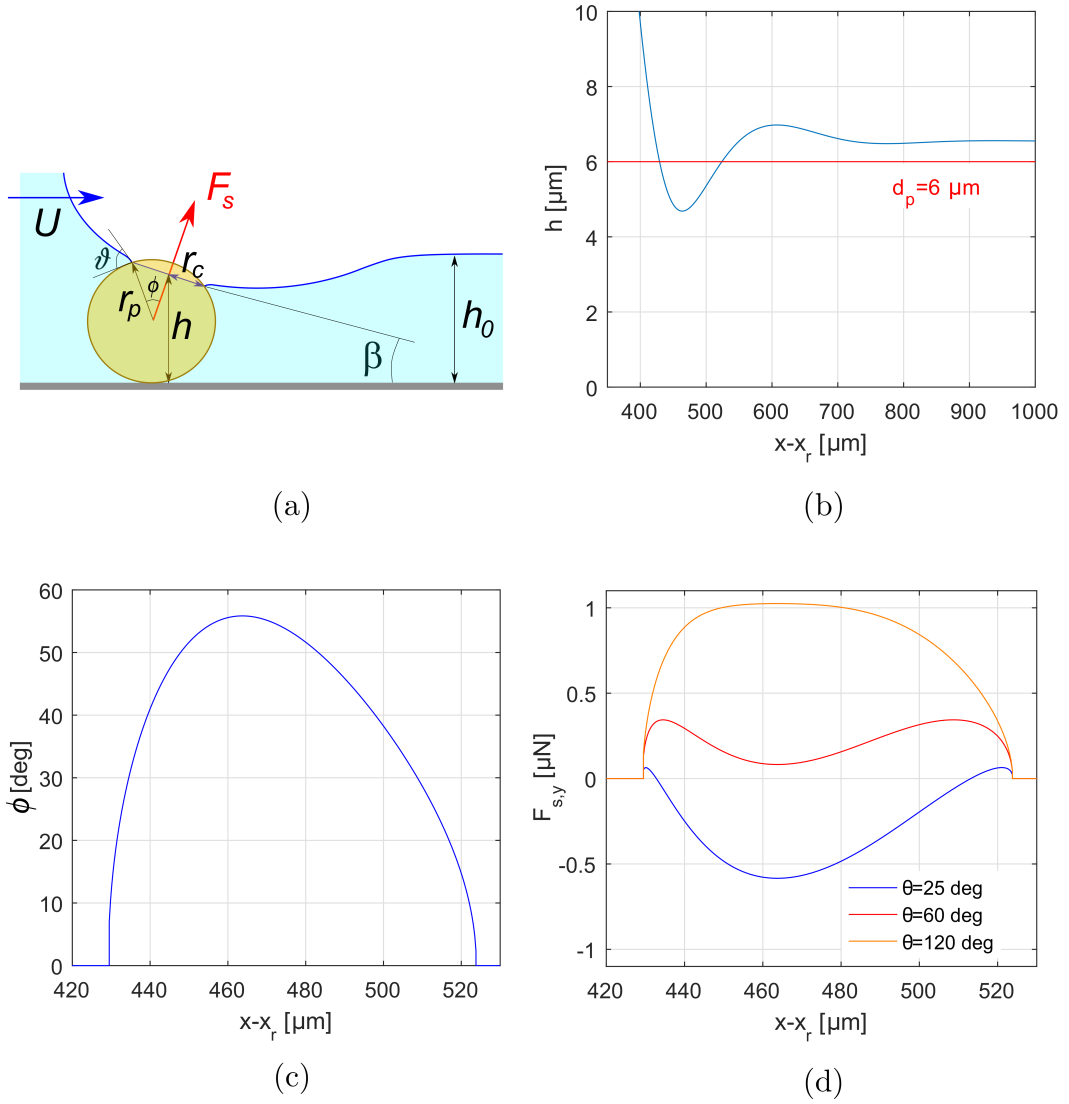 U
F_s
ϑ
r_c
ϕ
r_p
h
h_0
β
(a)
10
8
6
4
2
0
h [μm]
d_p=6 μm
400 500 600 700 800 900 1000
x-x_r [μm]
(b)
60
50
40
30
20
10
0
ϕ [deg]
420 440 460 480 500 520
x-x_r [μm]
(c)
1
0.5
0
-0.5
-1
F_s,y [μN]
θ=25 deg
θ=60 deg
θ=120 deg
420 440 460 480 500 520
x-x_r [μm]
(d)